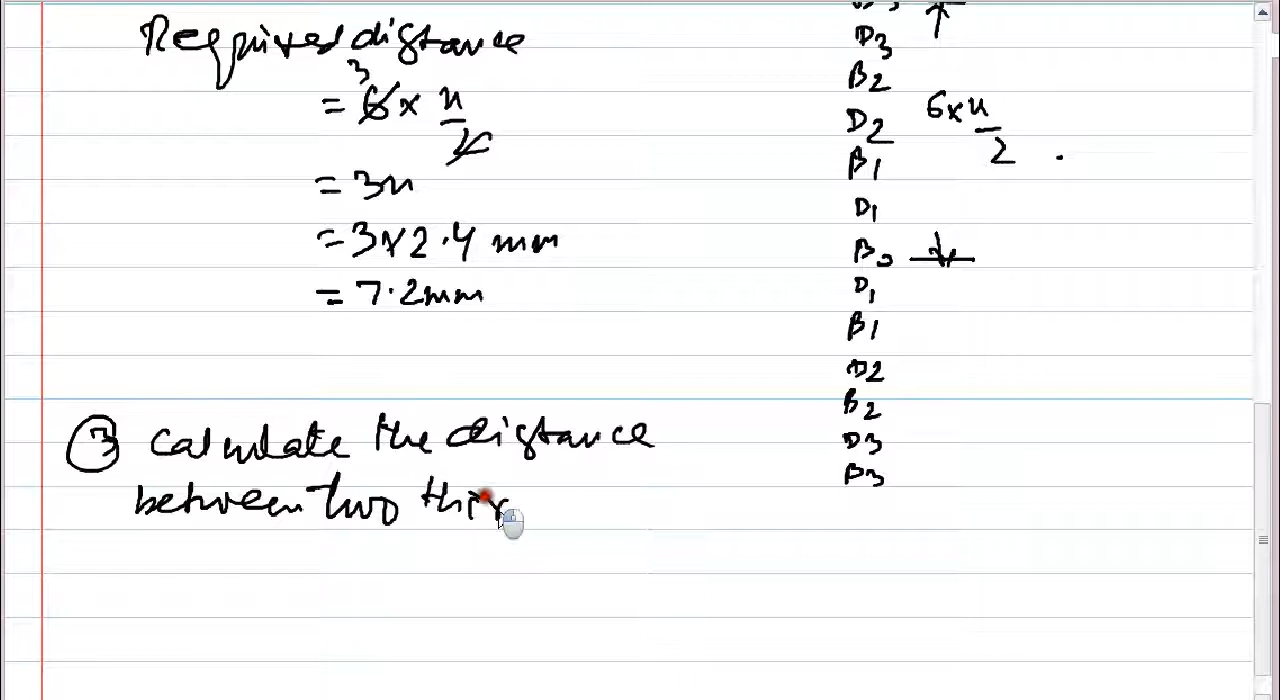 Required distance
= 6 × x/2 3
= 3x
= 3×2.4 mm
= 7.2mm
D3
B2
D2 6×x/2
B1
D1
B0
D1
B1
D2
B2
D3
B3
③ Calculate the distance
between two thir